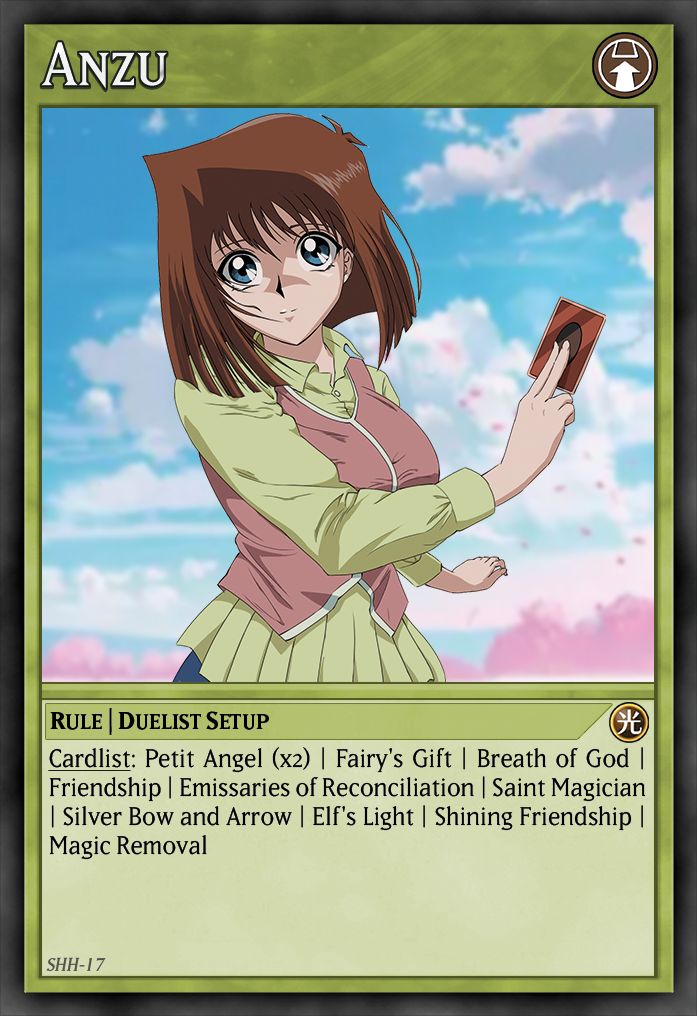 Anzu
Rule | Duelist Setup
光
Cardlist: Petit Angel (x2) | Fairy's Gift | Breath of God |
Friendship | Emissaries of Reconciliation | Saint Magician
| Silver Bow and Arrow | Elf's Light | Shining Friendship |
Magic Removal
SHH-17